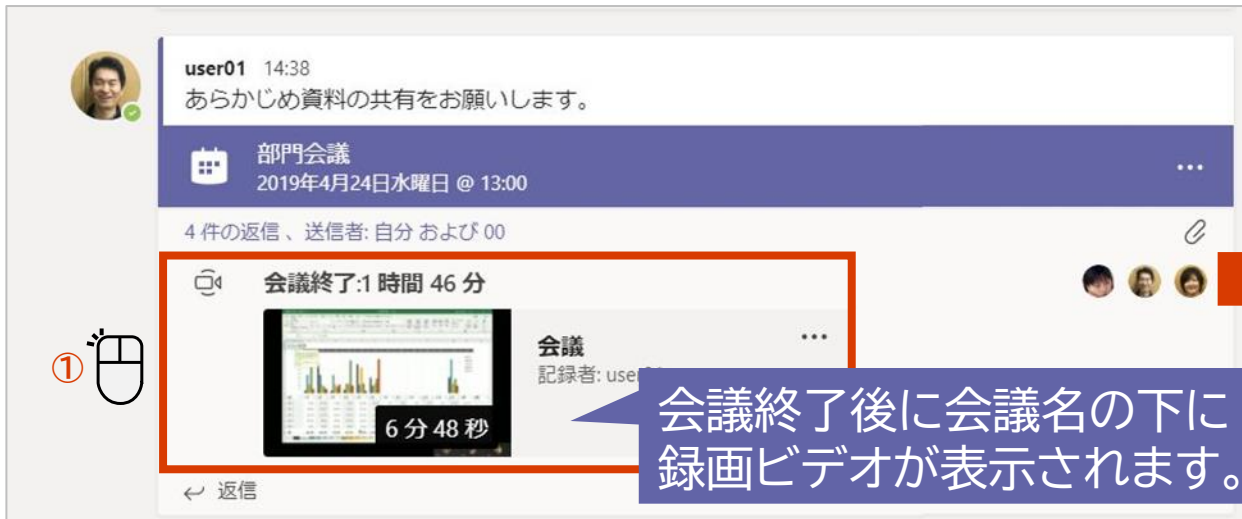 user01 14:38
あらかじめ資料の共有をお願いします。
部門会議
2019年4月24日水曜日 @ 13:00
4 件の返信 、送信者: 自分 および 00
会議終了:1 時間 46 分
6 分 48 秒
会議
記録者:
①
会議終了後に会議名の下に
録画ビデオが表示されます。
返信